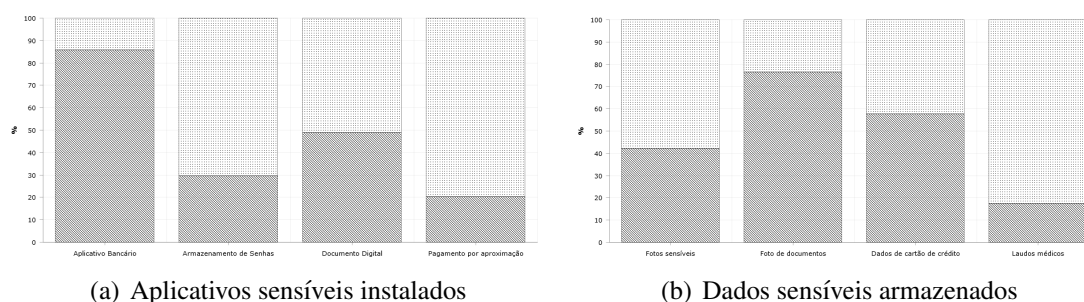 100
90
80
70
60
50
40
30
20
10
0
%
Aplicativo Bancário
Armazenamento de Senhas
Documento Digital
Pagamento por aproximação
(a) Aplicativos sensíveis instalados
100
90
80
70
60
50
40
30
20
10
0
%
Fotos sensíveis
Foto de documentos
Dados de cartão de crédito
Laudos médicos
(b) Dados sensíveis armazenados